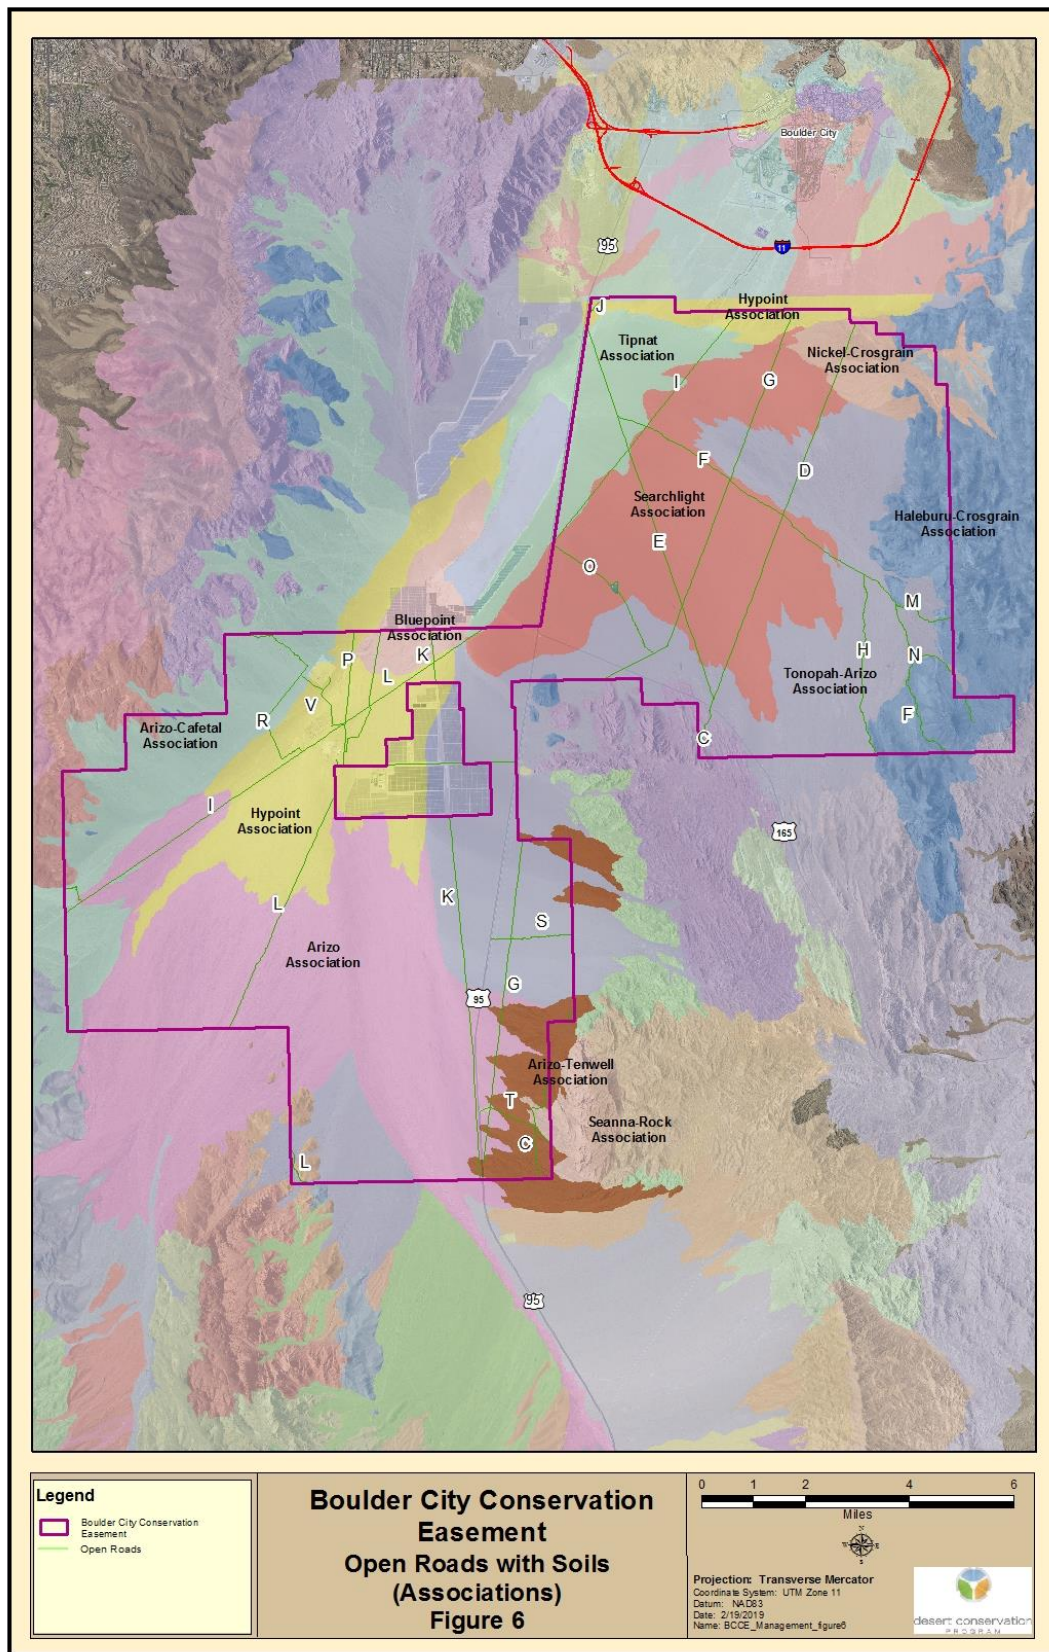 Boulder City
95
11
J
Hypoint
Association
Tipnat
Association
Nickel-Crosgrain
Association
I
G
F
D
Searchlight
Association
Haleburu-Crosgrain
Association
E
O
M
Bluepoint
Association
P
K
L
H
N
Tonopah-Arizo
Association
V
R
F
Arizo-Cafetal
Association
C
I
Hypoint
Association
165
K
L
S
Arizo
Association
G
95
Arizo-Tenwell
Association
T
Seanna-Rock
Association
C
L
95
Legend
Boulder City Conservation
Easement
Open Roads
Boulder City Conservation
Easement
Open Roads with Soils
(Associations)
Figure 6
0 1 2 4 6
Miles
N
W E
S
Projection: Transverse Mercator
Coordinate System: UTM Zone 11
Datum: NAD83
Date: 2/19/2019
Name: BCCE_Management_figure6
desert conservation
PROGRAM